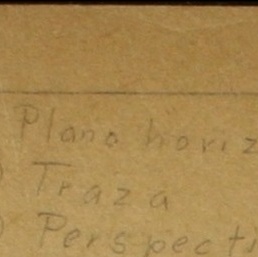 Plano horiz
) Traza
) Perspecti